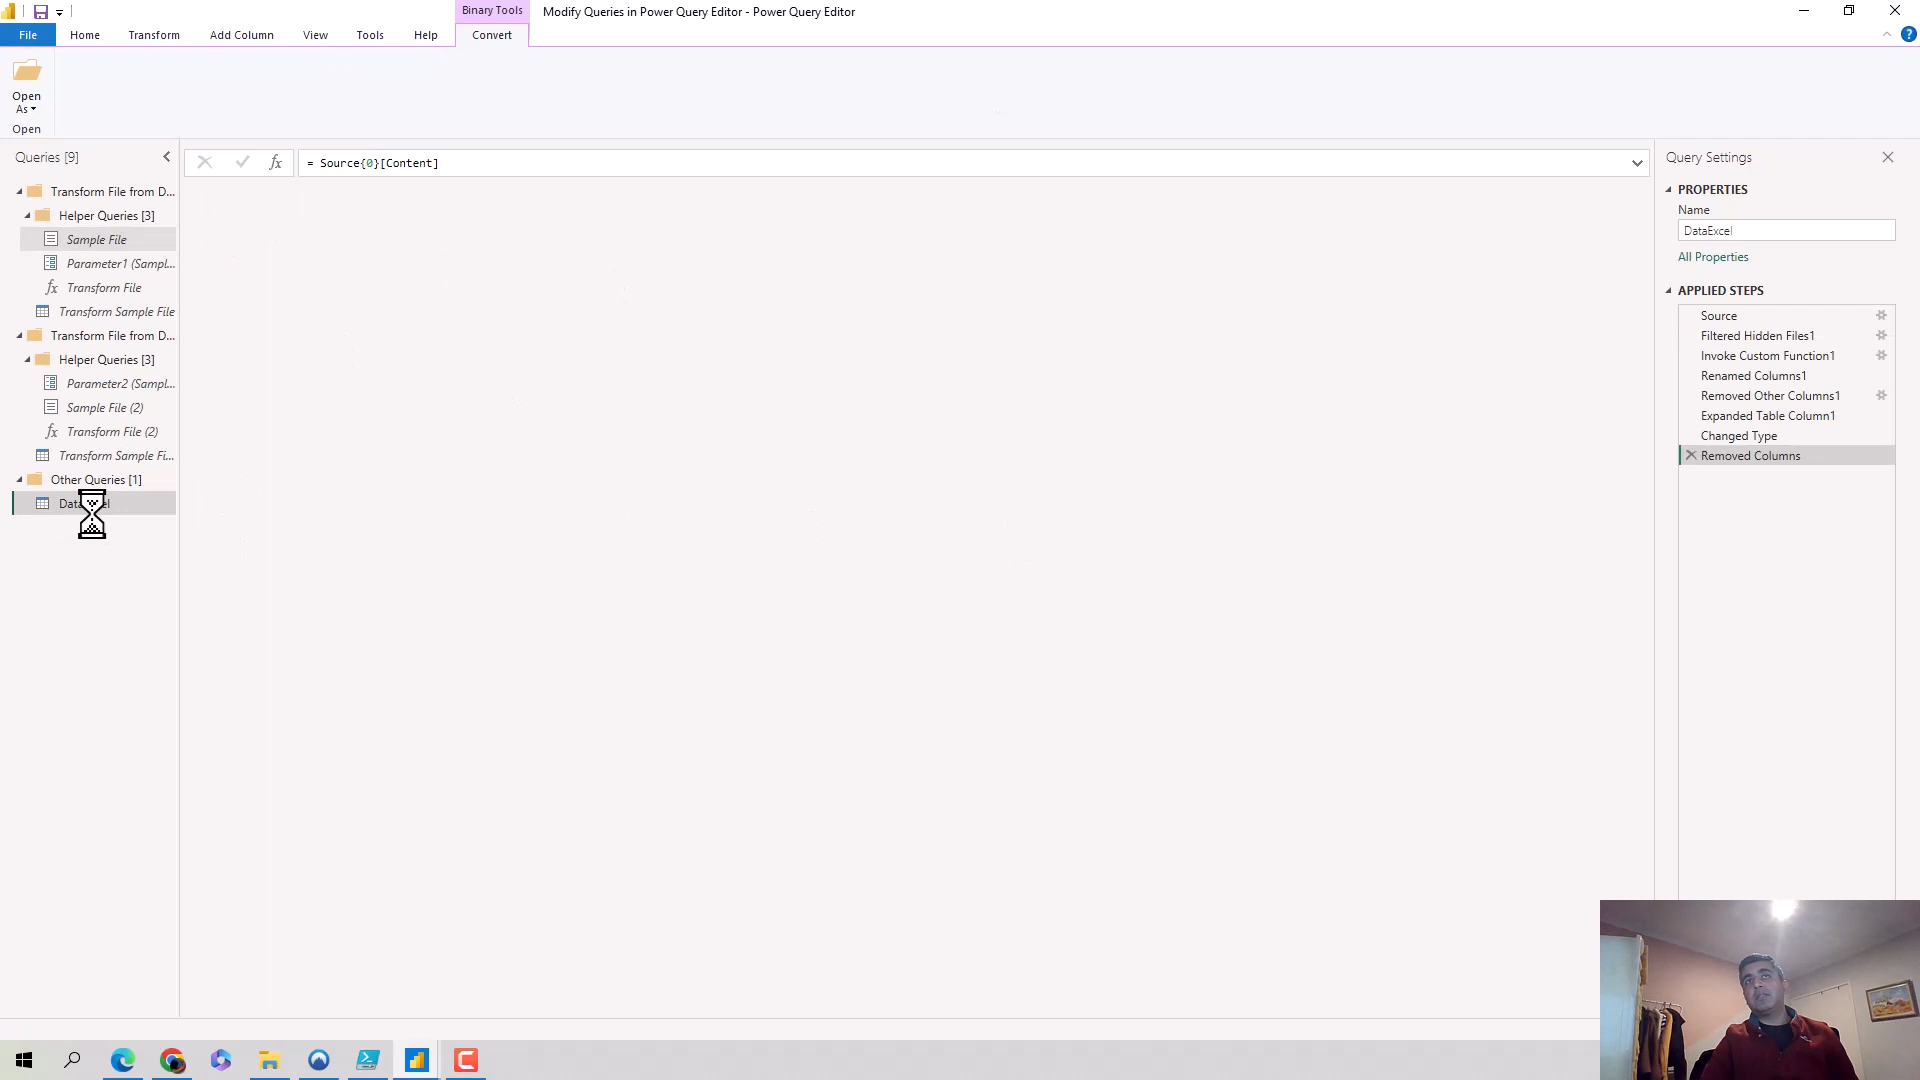 Binary Tools
Modify Queries in Power Query Editor - Power Query Editor
File
Home
Transform
Add Column
View
Tools
Help
Convert
Open
As
Open
Queries [9]
Transform File from D...
Helper Queries [3]
Sample File
Parameter1 (Sampl...
Transform File
Transform Sample File
Transform File from D...
Helper Queries [3]
Parameter2 (Sampl...
Sample File (2)
Transform File (2)
Transform Sample Fi...
Other Queries [1]
fx
= Source{0}[Content]
Query Settings
PROPERTIES
Name
DataExcel
All Properties
APPLIED STEPS
Source
Filtered Hidden Files1
Invoke Custom Function1
Renamed Columns1
Removed Other Columns1
Expanded Table Column1
Changed Type
Removed Columns